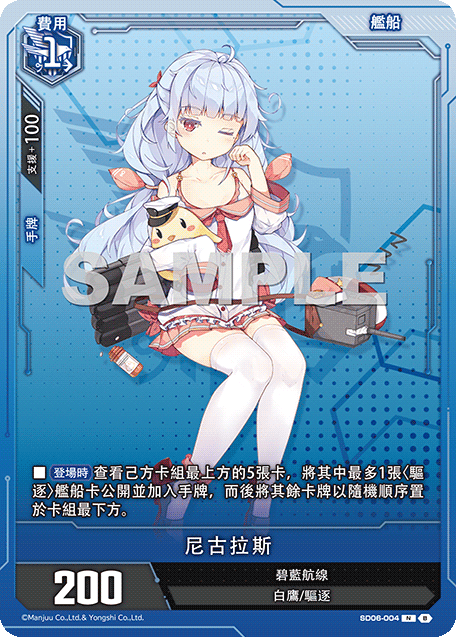 費用
1
艦船
支援+100
手牌
SAMPLE
■ 登場時 查看己方卡組最上方的5張卡，將其中最多1張〈驅
逐〉艦船卡公開並加入手牌，而後將其餘卡牌以隨機順序置
於卡組最下方。
尼古拉斯
200
碧藍航線
白鷹/驅逐
©Manjuu Co.,Ltd.& Yongshi Co.,Ltd.
SD06-004 N B